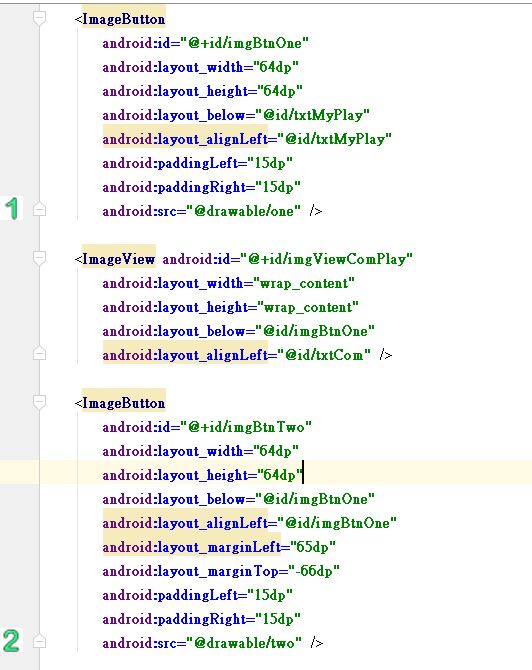 <ImageButton
android:id="@+id/imgBtnOne"
android:layout_width="64dp"
android:layout_height="64dp"
android:layout_below="@id/txtMyPlay"
android:layout_alignLeft="@id/txtMyPlay"
android:paddingLeft="15dp"
android:paddingRight="15dp"
1 android:src="@drawable/one" />
<ImageView android:id="@+id/imgViewComPlay"
android:layout_width="wrap_content"
android:layout_height="wrap_content"
android:layout_below="@id/imgBtnOne"
android:layout_alignLeft="@id/txtCom" />
<ImageButton
android:id="@+id/imgBtnTwo"
android:layout_width="64dp"
android:layout_height="64dp"
android:layout_below="@id/imgBtnOne"
android:layout_alignLeft="@id/imgBtnOne"
android:layout_marginLeft="65dp"
android:layout_marginTop="-66dp"
android:paddingLeft="15dp"
android:paddingRight="15dp"
2 android:src="@drawable/two" />